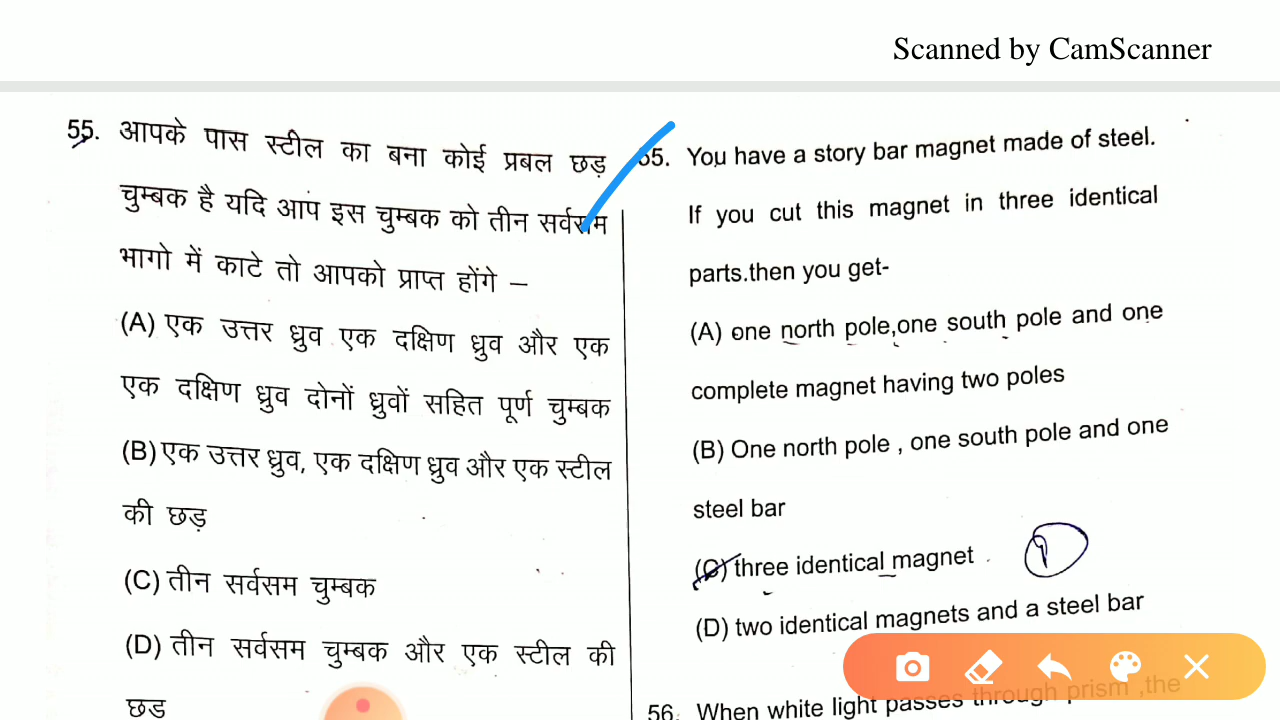 Scanned by CamScanner
55. आपके पास स्टील का बना कोई प्रबल छड़
चुम्बक है यदि आप इस चुम्बक को तीन सर्वसम
भागो में काटे तो आपको प्राप्त होंगे –
(A) एक उत्तर ध्रुव एक दक्षिण ध्रुव और एक
एक दक्षिण ध्रुव दोनों ध्रुवों सहित पूर्ण चुम्बक
(B) एक उत्तर ध्रुव, एक दक्षिण ध्रुव और एक स्टील
की छड़
(C) तीन सर्वसम चुम्बक
(D) तीन सर्वसम चुम्बक और एक स्टील की
छड़
55. You have a story bar magnet made of steel.
If you cut this magnet in three identical
parts.then you get-
(A) one north pole,one south pole and one
complete magnet having two poles
(B) One north pole , one south pole and one
steel bar
(C) three identical magnet
(D) two identical magnets and a steel bar
56. When white light passes through prism ,the